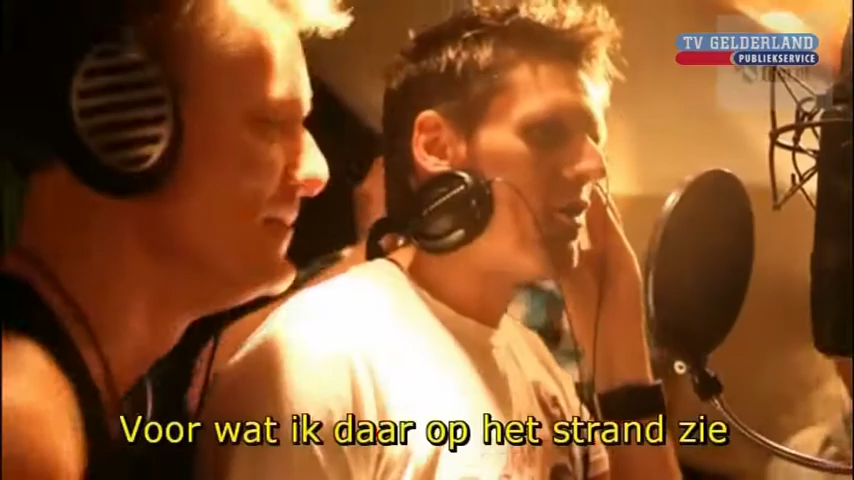 TV GELDERLAND
PUBLIEKSERVICE
Voor wat ik daar op het strand zie